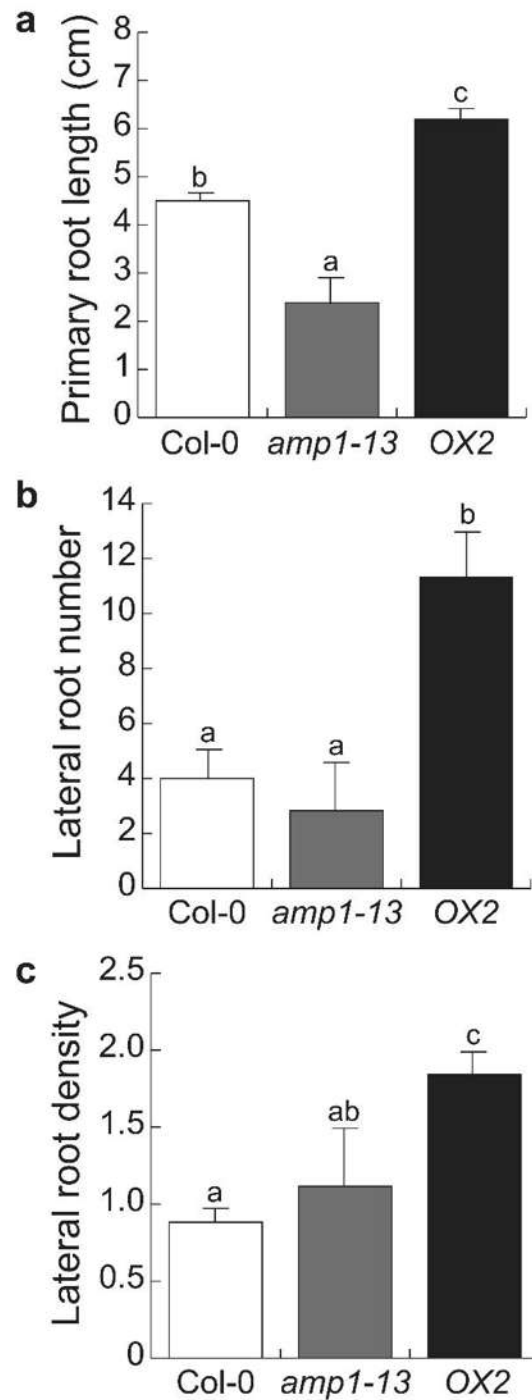 a
Primary root length (cm)
8
7
6
5
4
3
2
1
0
b
a
c
Col-0 amp1-13 OX2
b
Lateral root number
14
12
10
8
6
4
2
0
a
a
b
Col-0 amp1-13 OX2
c
Lateral root density
2.5
2.0
1.5
1.0
0.5
0
a
ab
c
Col-0 amp1-13 OX2